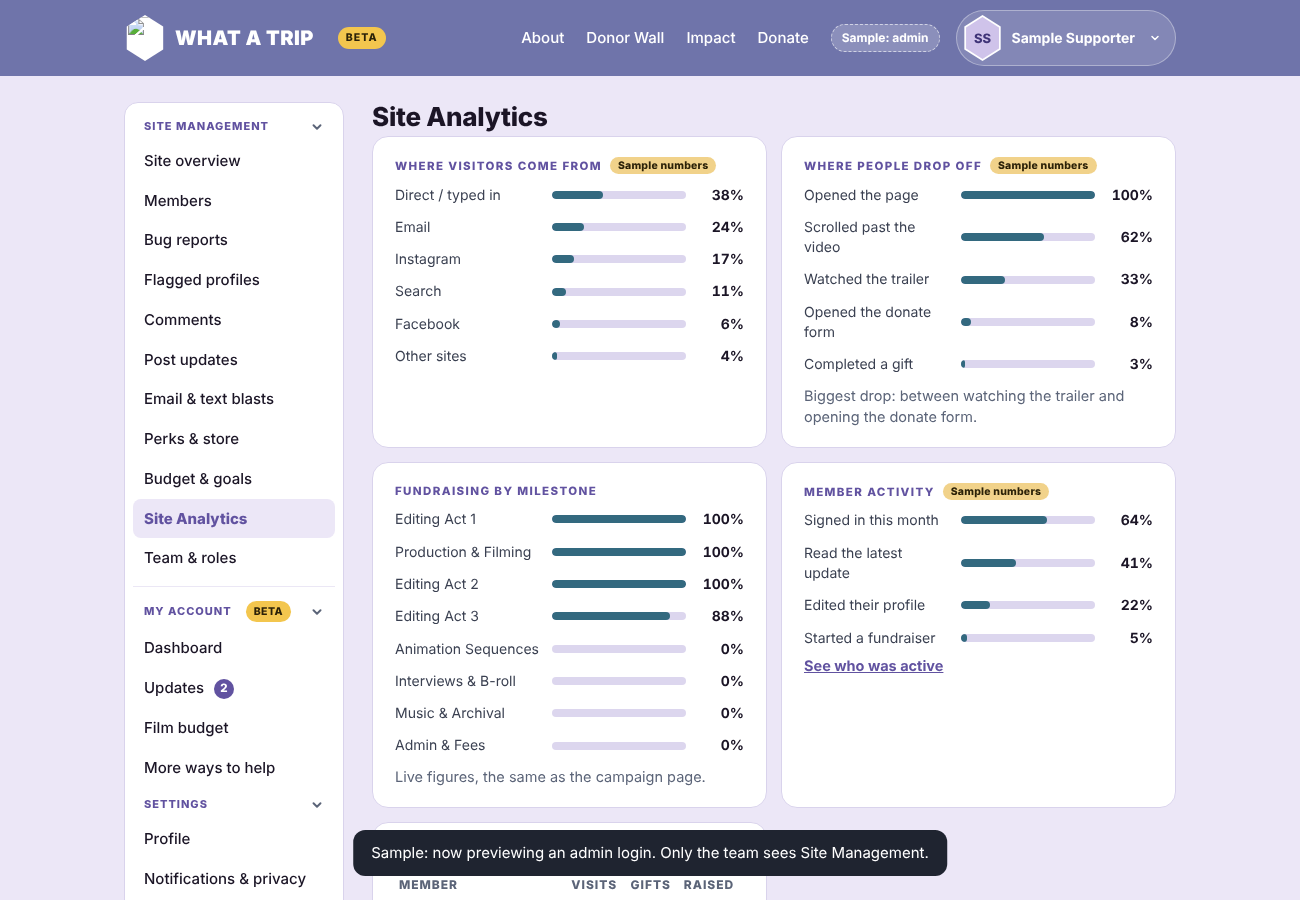 WHAT A TRIP BETA
About Donor Wall Impact Donate Sample: admin SS Sample Supporter
SITE MANAGEMENT
Site overview
Members
Bug reports
Flagged profiles
Comments
Post updates
Email & text blasts
Perks & store
Budget & goals
Site Analytics
Team & roles
MY ACCOUNT BETA
Dashboard
Updates 2
Film budget
More ways to help
SETTINGS
Profile
Notifications & privacy
Site Analytics
WHERE VISITORS COME FROM Sample numbers
Direct / typed in 38%
Email 24%
Instagram 17%
Search 11%
Facebook 6%
Other sites 4%
WHERE PEOPLE DROP OFF Sample numbers
Opened the page 100%
Scrolled past the
video 62%
Watched the trailer 33%
Opened the donate
form 8%
Completed a gift 3%
Biggest drop: between watching the trailer and
opening the donate form.
FUNDRAISING BY MILESTONE
Editing Act 1 100%
Production & Filming 100%
Editing Act 2 100%
Editing Act 3 88%
Animation Sequences 0%
Interviews & B-roll 0%
Music & Archival 0%
Admin & Fees 0%
Live figures, the same as the campaign page.
MEMBER ACTIVITY Sample numbers
Signed in this month 64%
Read the latest
update 41%
Edited their profile 22%
Started a fundraiser 5%
See who was active
Sample: now previewing an admin login. Only the team sees Site Management.
MEMBER VISITS GIFTS RAISED